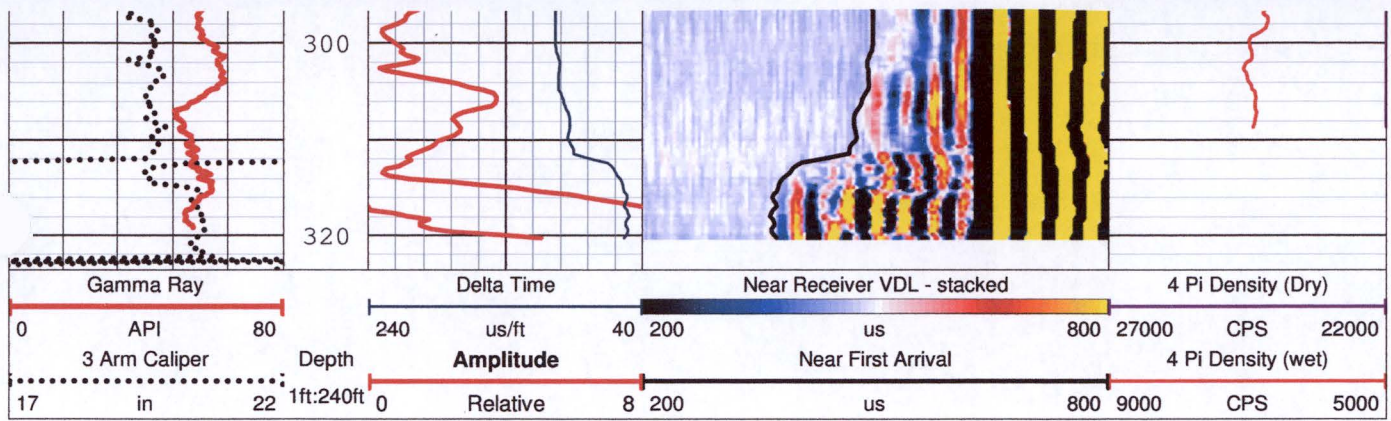 300
320
Gamma Ray Delta Time Near Receiver VDL - stacked 4 Pi Density (Dry)
0 API 80 240 us/ft 40 200 us 800 27000 CPS 22000
3 Arm Caliper Depth Amplitude Near First Arrival 4 Pi Density (wet)
17 in 22 1ft:240ft 0 Relative 8 200 us 800 9000 CPS 5000